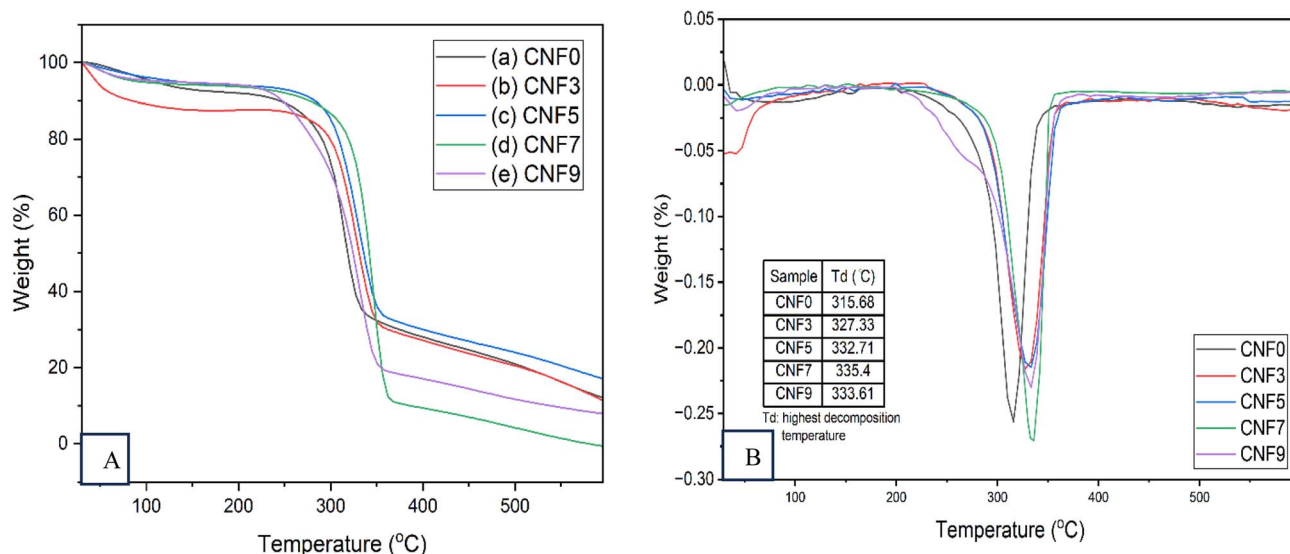 100
80
60
40
20
0
Weight (%)
100
200
300
400
500
Temperature (°C)
(a) CNF0
(b) CNF3
(c) CNF5
(d) CNF7
(e) CNF9
A
0.00
−0.05
−0.10
−0.15
−0.20
−0.25
−0.30
Weight (%)
100
200
300
400
500
Temperature (°C)
Sample Td (°C)
CNF0 315.68
CNF3 327.33
CNF5 332.71
CNF7 335.4
CNF9 333.61
Td: highest decomposition
temperature
CNF0
CNF3
CNF5
CNF7
CNF9
B
0.05